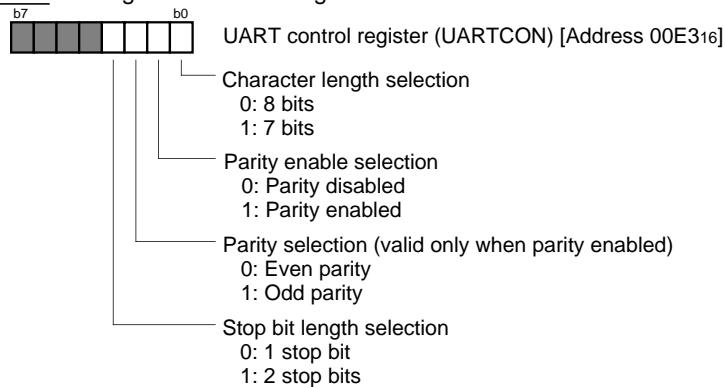 b7
b0
UART control register (UARTCON) [Address 00E316]
Character length selection
0: 8 bits
1: 7 bits
Parity enable selection
0: Parity disabled
1: Parity enabled
Parity selection (valid only when parity enabled)
0: Even parity
1: Odd parity
Stop bit length selection
0: 1 stop bit
1: 2 stop bits